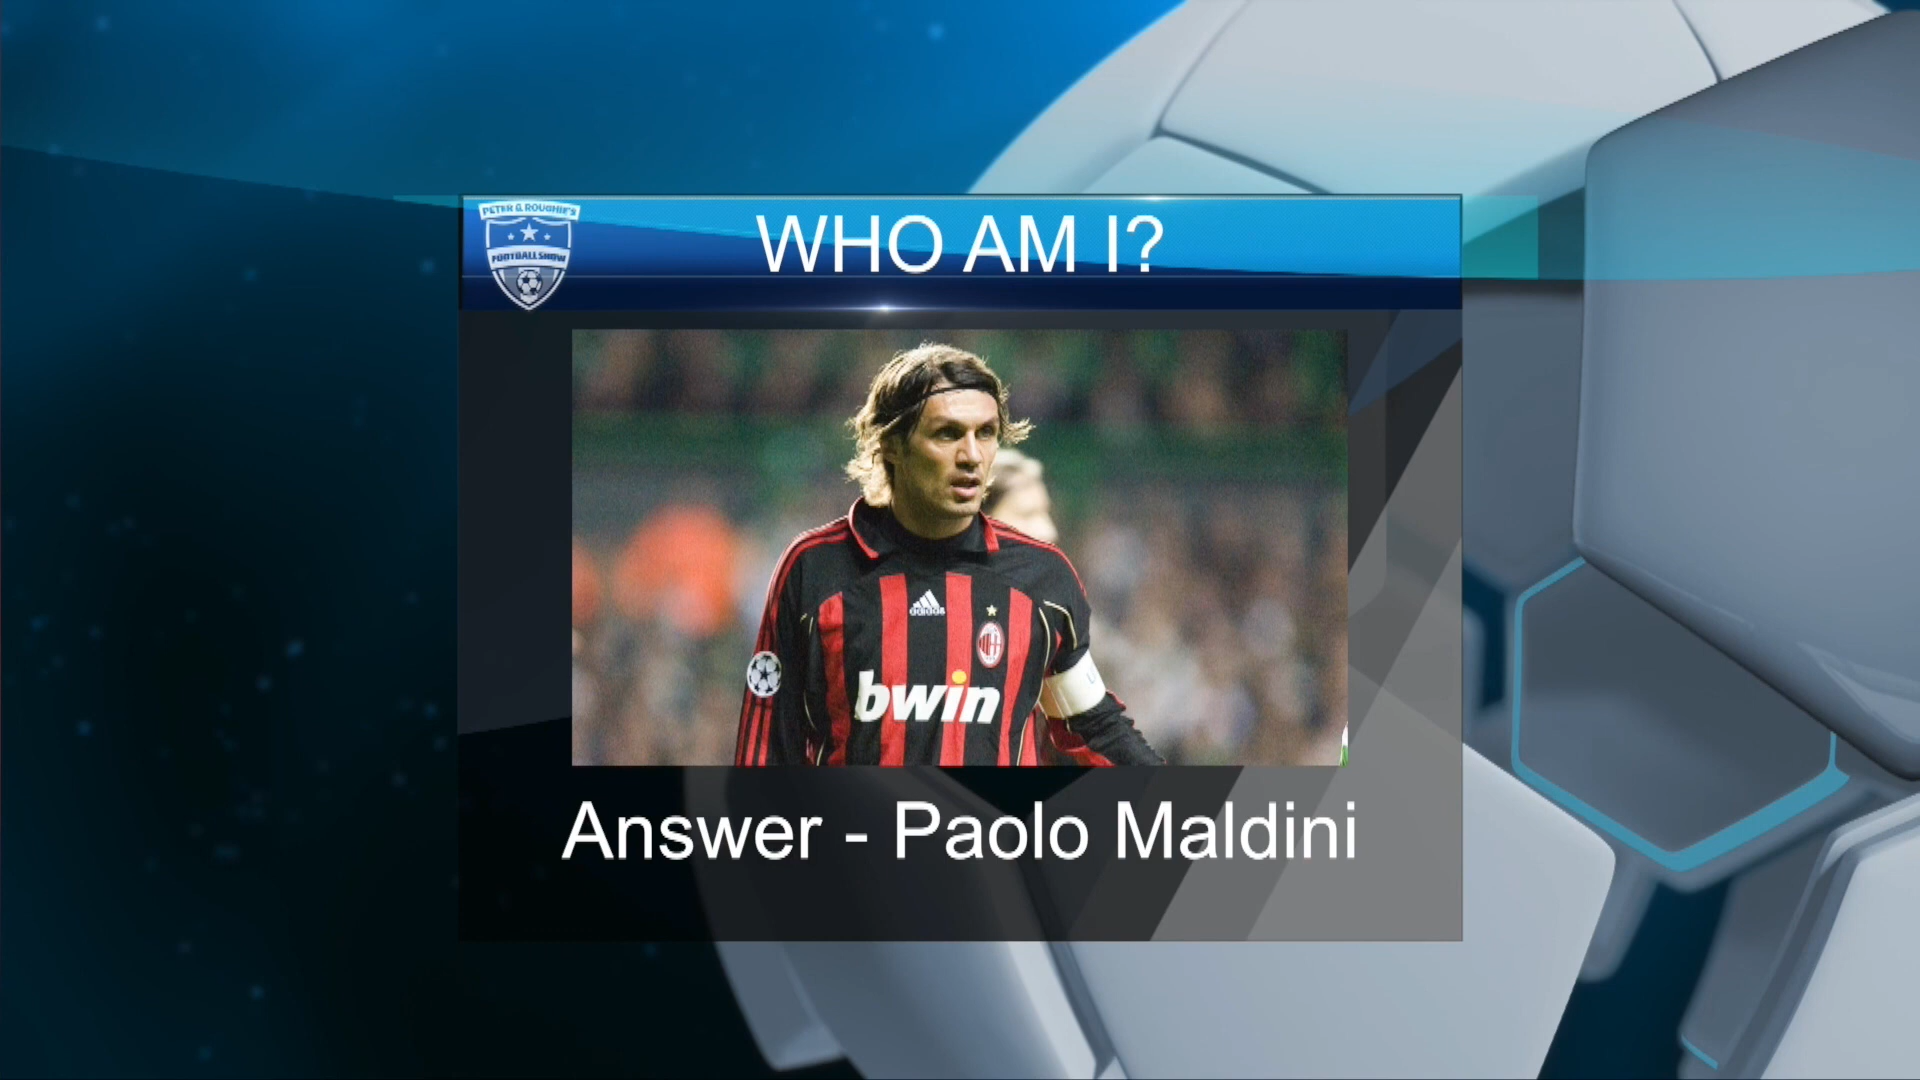 PETER & ROUGHIE'S
FOOTBALL SHOW
WHO AM I?
adidas
bwin
Answer - Paolo Maldini